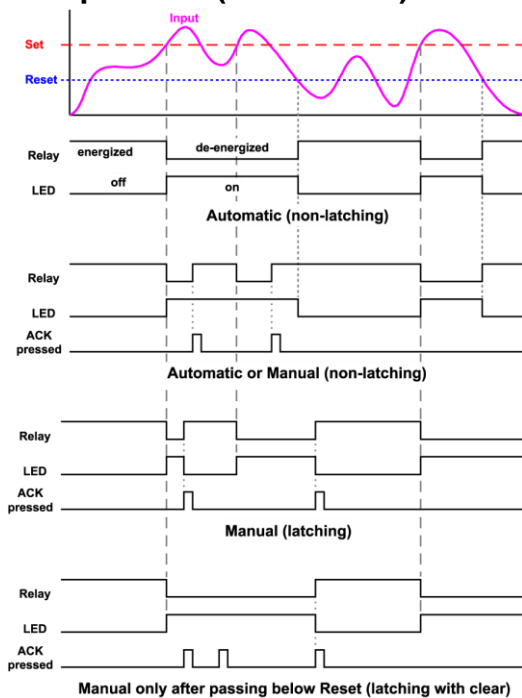 Input
Set
Reset
energized
de-energized
Relay
off
on
LED
Automatic (non-latching)
Relay
LED
ACK
pressed
Automatic or Manual (non-latching)
Relay
LED
ACK
pressed
Manual (latching)
Relay
LED
ACK
pressed
Manual only after passing below Reset (latching with clear)